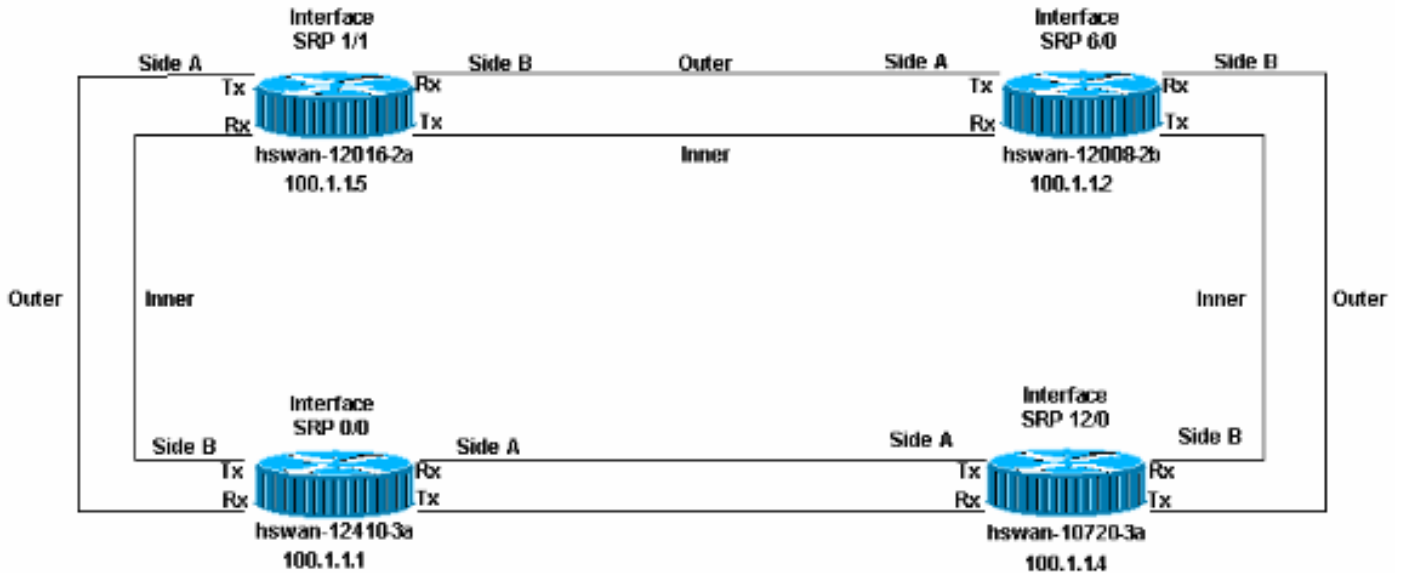 Interface
SRP 1/1
Interface
SRP 6/0
Side A
Side B
Outer
Side A
Side B
Tx
Rx
Tx
Rx
Rx
Tx
Rx
Tx
hswan-12016-2a
Inner
hswan-12008-2b
100.1.1.5
100.1.1.2
Outer
Inner
Inner
Outer
Interface
SRP 0/0
Interface
SRP 12/0
Side B
Side A
Side A
Side B
Tx
Rx
Tx
Rx
Rx
Tx
Rx
Tx
hswan-12410-3a
hswan-10720-3a
100.1.1.1
100.1.1.4